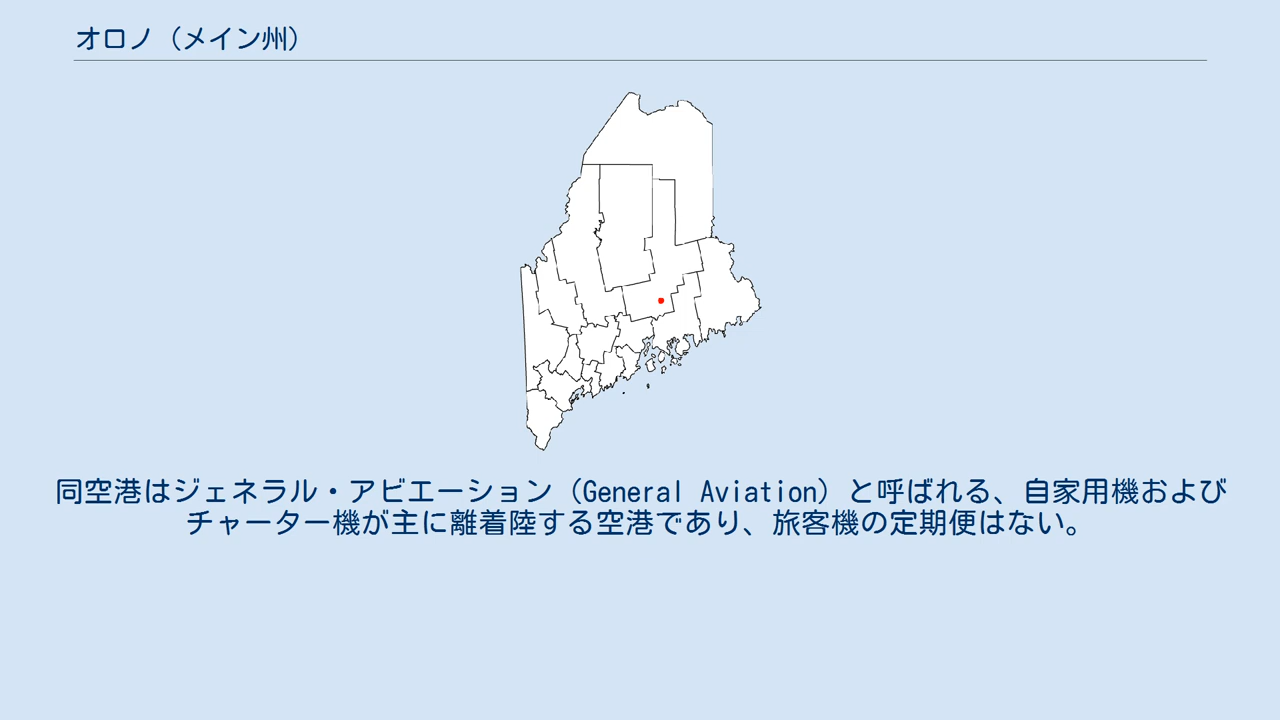 オロノ（メイン州）
同空港はジェネラル・アビエーション（General Aviation）と呼ばれる、自家用機および
チャーター機が主に離着陸する空港であり、旅客機の定期便はない。